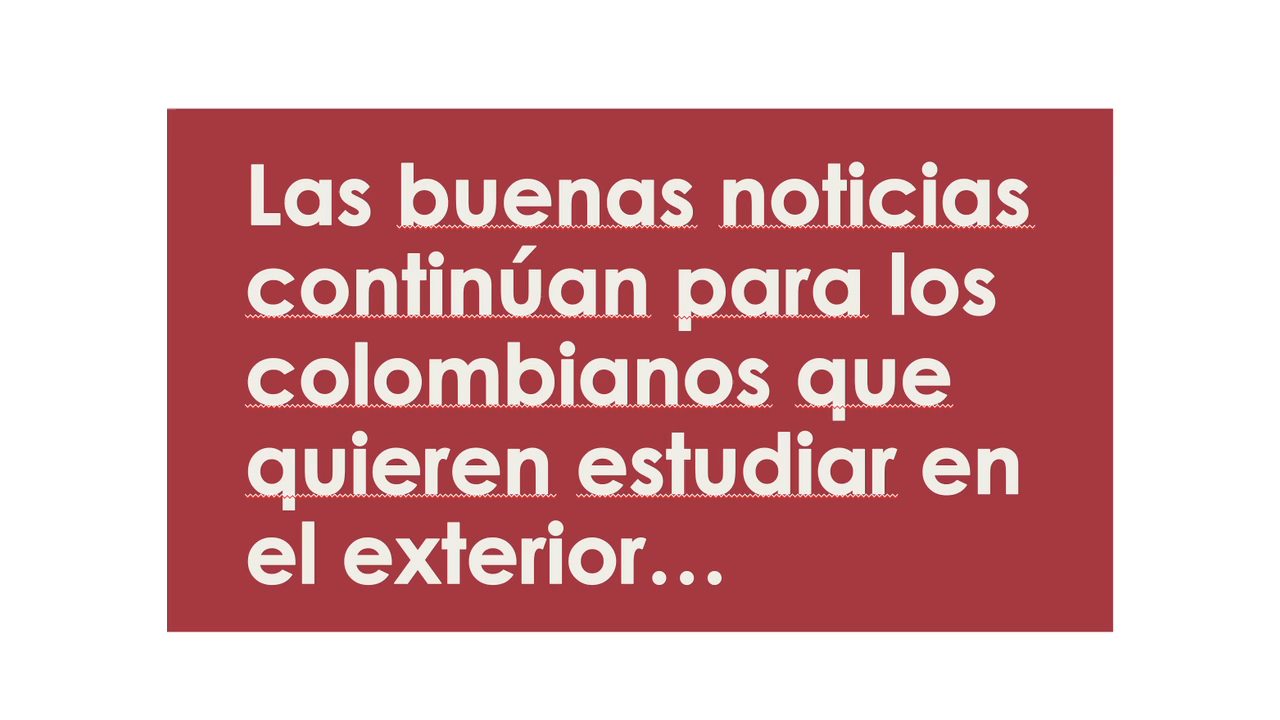 Las buenas noticias
continúan para los
colombianos que
quieren estudiar en
el exterior…